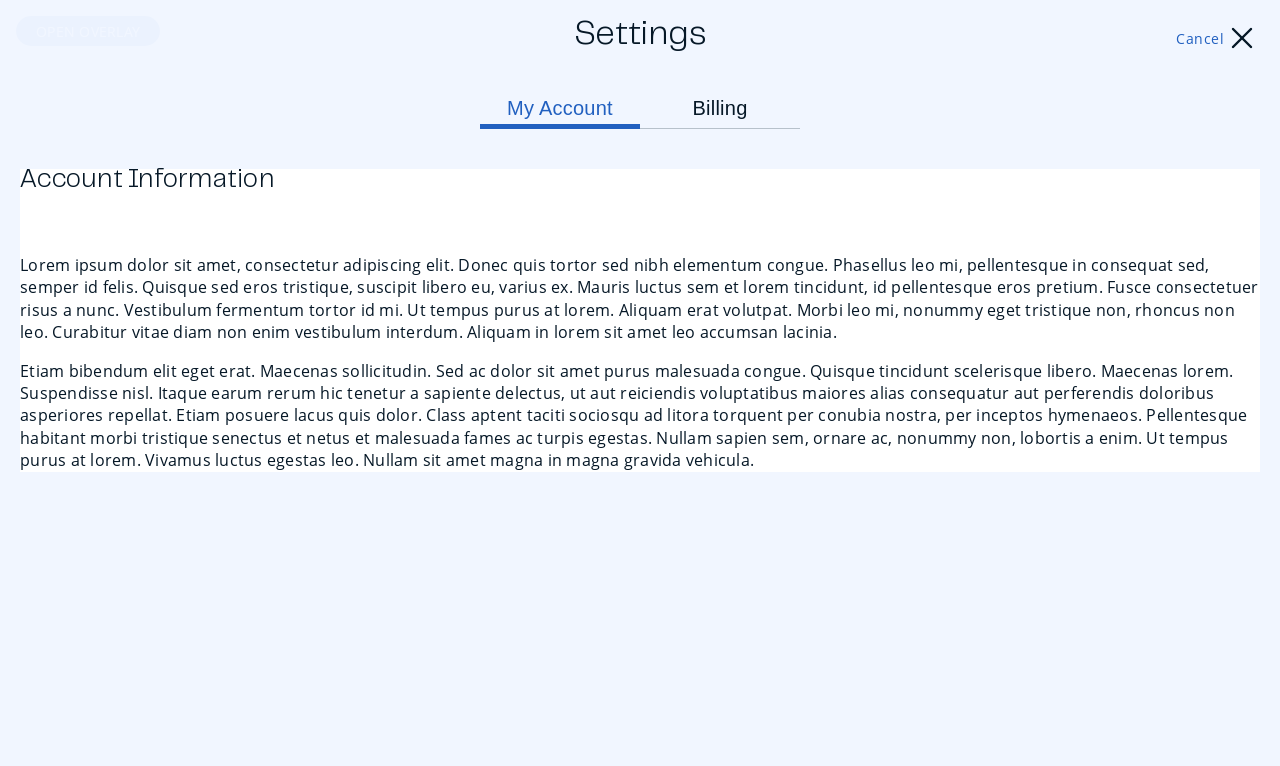 OPEN OVERLAY
Settings
Cancel
My Account
Billing
Account Information
Lorem ipsum dolor sit amet, consectetur adipiscing elit. Donec quis tortor sed nibh elementum congue. Phasellus leo mi, pellentesque in consequat sed,
semper id felis. Quisque sed eros tristique, suscipit libero eu, varius ex. Mauris luctus sem et lorem tincidunt, id pellentesque eros pretium. Fusce consectetuer
risus a nunc. Vestibulum fermentum tortor id mi. Ut tempus purus at lorem. Aliquam erat volutpat. Morbi leo mi, nonummy eget tristique non, rhoncus non
leo. Curabitur vitae diam non enim vestibulum interdum. Aliquam in lorem sit amet leo accumsan lacinia.
Etiam bibendum elit eget erat. Maecenas sollicitudin. Sed ac dolor sit amet purus malesuada congue. Quisque tincidunt scelerisque libero. Maecenas lorem.
Suspendisse nisl. Itaque earum rerum hic tenetur a sapiente delectus, ut aut reiciendis voluptatibus maiores alias consequatur aut perferendis doloribus
asperiores repellat. Etiam posuere lacus quis dolor. Class aptent taciti sociosqu ad litora torquent per conubia nostra, per inceptos hymenaeos. Pellentesque
habitant morbi tristique senectus et netus et malesuada fames ac turpis egestas. Nullam sapien sem, ornare ac, nonummy non, lobortis a enim. Ut tempus
purus at lorem. Vivamus luctus egestas leo. Nullam sit amet magna in magna gravida vehicula.